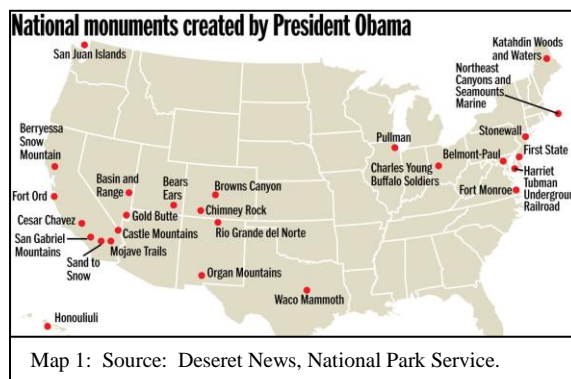 National monuments created by President Obama
San Juan Islands
Katahdin Woods
and Waters
Northeast
Canyons and
Seamounts
Marine
Berryessa
Snow
Mountain
Pullman
Stonewall
First State
Belmont-Paul
Charles Young
Buffalo Soldiers
Harriet
Tubman
Underground
Railroad
Fort Monroe
Basin and
Range
Bears
Ears
Browns Canyon
Fort Ord
Gold Butte
Chimney Rock
Cesar Chavez
Castle Mountains
Rio Grande del Norte
San Gabriel
Mountains
Mojave Trails
Sand to
Snow
Organ Mountains
Waco Mammoth
Honouliuli
Map 1: Source: Deseret News, National Park Service.